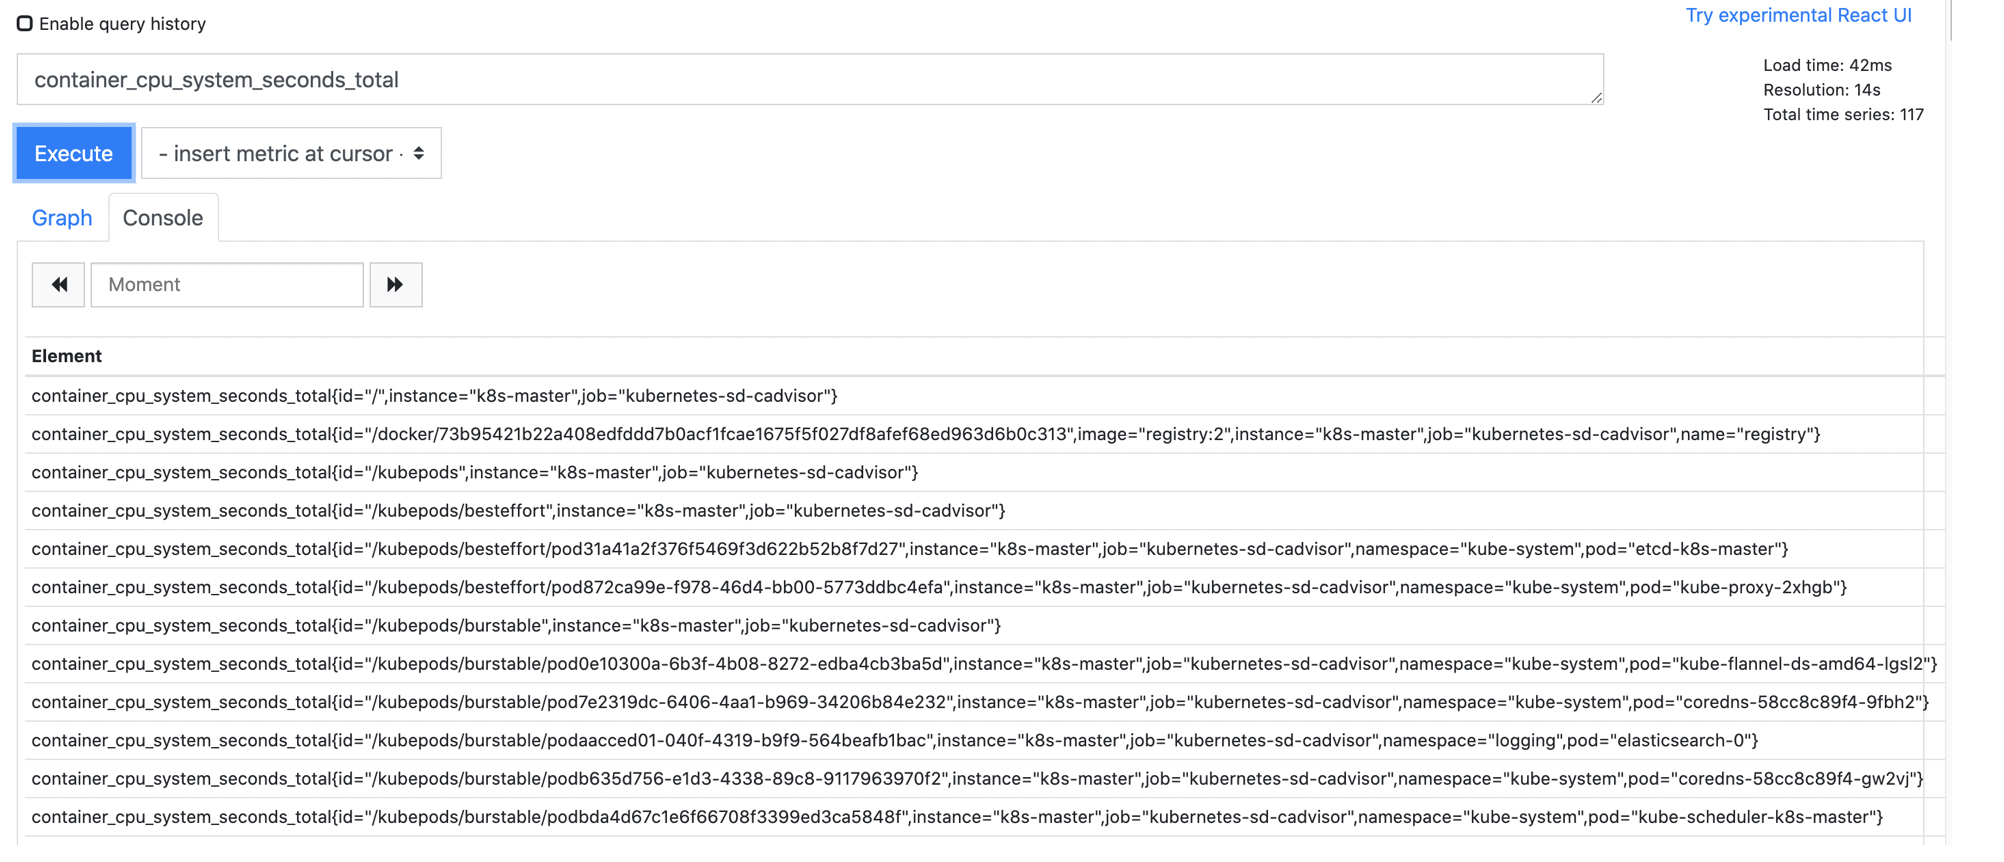 Enable query history
Try experimental React UI
container_cpu_system_seconds_total
Load time: 42ms
Resolution: 14s
Total time series: 117
Execute
- insert metric at cursor ·
Graph
Console
Moment
Element
container_cpu_system_seconds_total{id="/",instance="k8s-master",job="kubernetes-sd-cadvisor"}
container_cpu_system_seconds_total{id="/docker/73b95421b22a408edfddd7b0acf1fcae1675f5f027df8afef68ed963d6b0c313",image="registry:2",instance="k8s-master",job="kubernetes-sd-cadvisor",name="registry"}
container_cpu_system_seconds_total{id="/kubepods",instance="k8s-master",job="kubernetes-sd-cadvisor"}
container_cpu_system_seconds_total{id="/kubepods/besteffort",instance="k8s-master",job="kubernetes-sd-cadvisor"}
container_cpu_system_seconds_total{id="/kubepods/besteffort/pod31a41a2f376f5469f3d622b52b8f7d27",instance="k8s-master",job="kubernetes-sd-cadvisor",namespace="kube-system",pod="etcd-k8s-master"}
container_cpu_system_seconds_total{id="/kubepods/besteffort/pod872ca99e-f978-46d4-bb00-5773ddbc4efa",instance="k8s-master",job="kubernetes-sd-cadvisor",namespace="kube-system",pod="kube-proxy-2xhgb"}
container_cpu_system_seconds_total{id="/kubepods/burstable",instance="k8s-master",job="kubernetes-sd-cadvisor"}
container_cpu_system_seconds_total{id="/kubepods/burstable/pod0e10300a-6b3f-4b08-8272-edba4cb3ba5d",instance="k8s-master",job="kubernetes-sd-cadvisor",namespace="kube-system",pod="kube-flannel-ds-amd64-lgsl2"}
container_cpu_system_seconds_total{id="/kubepods/burstable/pod7e2319dc-6406-4aa1-b969-34206b84e232",instance="k8s-master",job="kubernetes-sd-cadvisor",namespace="kube-system",pod="coredns-58cc8c89f4-9fbh2"}
container_cpu_system_seconds_total{id="/kubepods/burstable/podaacced01-040f-4319-b9f9-564beafb1bac",instance="k8s-master",job="kubernetes-sd-cadvisor",namespace="logging",pod="elasticsearch-0"}
container_cpu_system_seconds_total{id="/kubepods/burstable/podb635d756-e1d3-4338-89c8-9117963970f2",instance="k8s-master",job="kubernetes-sd-cadvisor",namespace="kube-system",pod="coredns-58cc8c89f4-gw2vj"}
container_cpu_system_seconds_total{id="/kubepods/burstable/podbda4d67c1e6f66708f3399ed3ca5848f",instance="k8s-master",job="kubernetes-sd-cadvisor",namespace="kube-system",pod="kube-scheduler-k8s-master"}